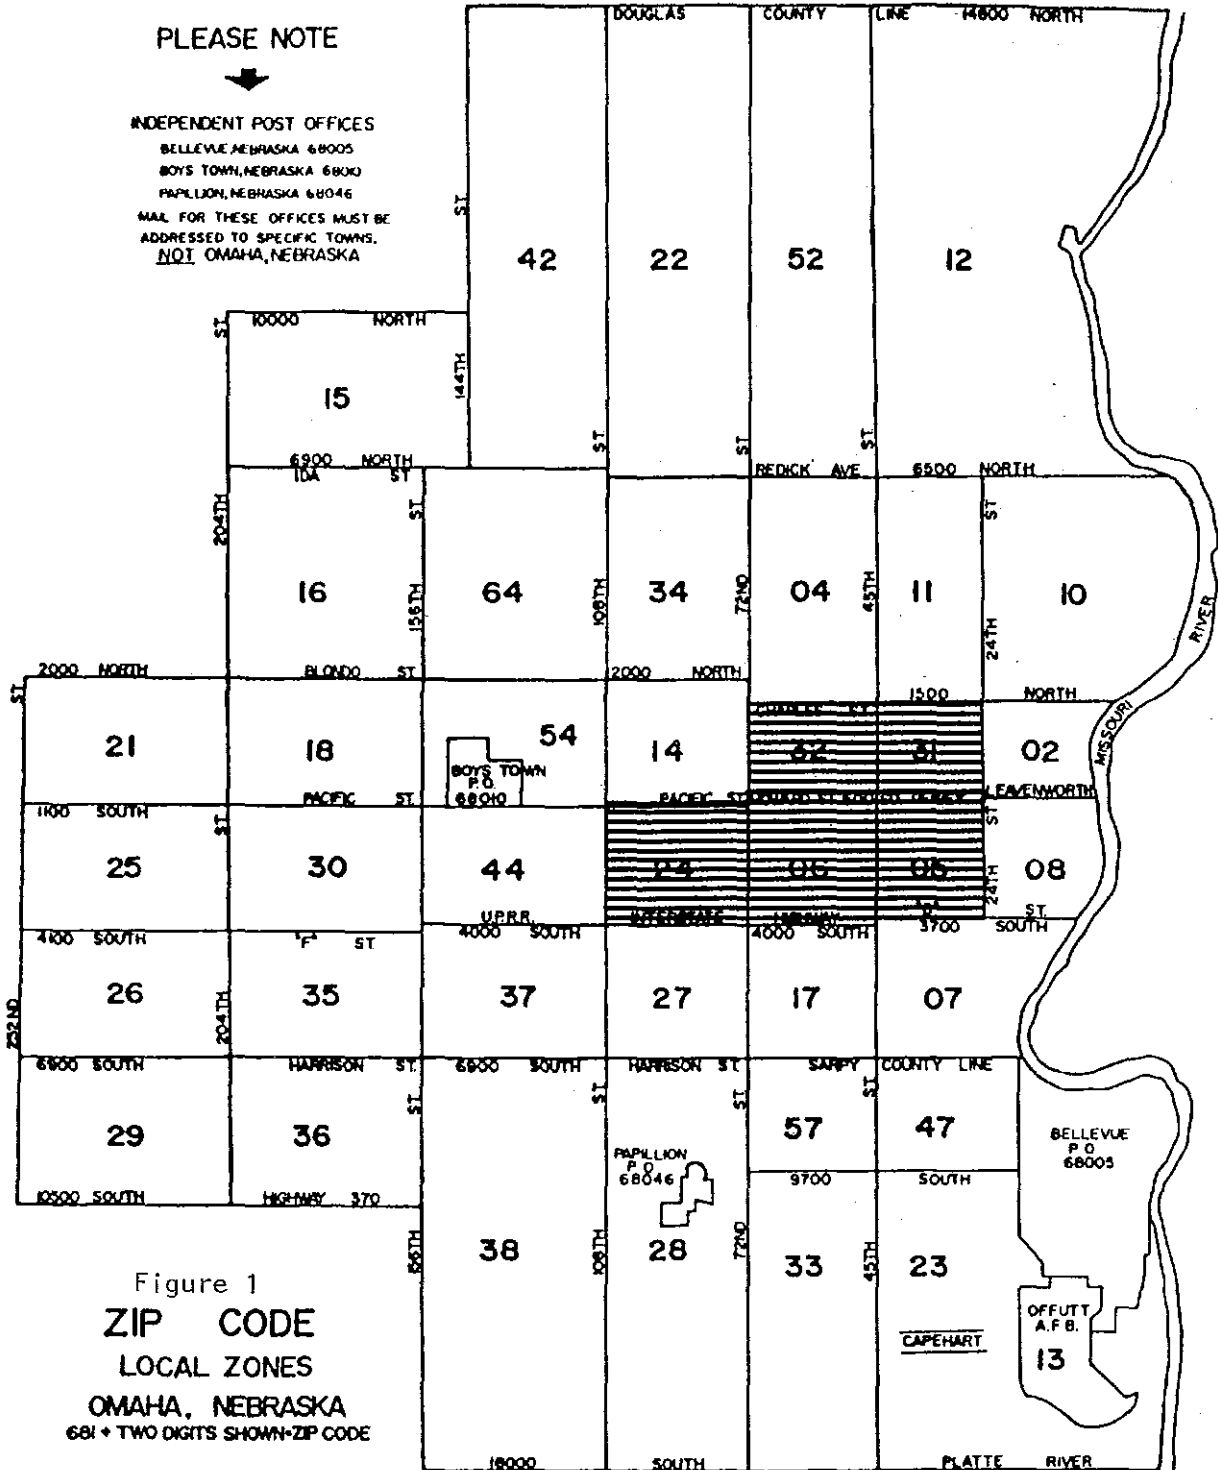 DOUGLAS COUNTY LINE 14800 NORTH
PLEASE NOTE
INDEPENDENT POST OFFICES
BELLEVUE, NEBRASKA 68005
BOYS TOWN, NEBRASKA 68010
PAPILLION, NEBRASKA 68046
MAIL FOR THESE OFFICES MUST BE
ADDRESSED TO SPECIFIC TOWNS,
NOT OMAHA, NEBRASKA
144TH ST.
42
22
52
12
10000 NORTH
204TH ST.
15
108TH ST.
72ND ST.
45TH ST.
6900 NORTH
IDA ST.
REDICK AVE 6500 NORTH
156TH ST.
24TH ST.
16
64
34
04
11
10
MISSOURI RIVER
2000 NORTH
BLONDO ST.
2000 NORTH
1500 NORTH
CHARLES ST.
252ND ST.
21
18
54
14
32
31
02
BOYS TOWN
P.O.
68010
PACIFIC ST.
PACIFIC ST.
LEAVENWORTH
1100 SOUTH
204TH ST.
24TH ST.
25
30
44
24
06
05
08
U.P.R.R.
INTERSTATE HIGHWAY
"D" ST.
4100 SOUTH
"F" ST
4000 SOUTH
4000 SOUTH
3700 SOUTH
26
35
37
27
17
07
6900 SOUTH
HARRISON ST.
6900 SOUTH
HARRISON ST.
SARPY COUNTY LINE
156TH ST.
108TH ST.
72ND ST.
45TH ST.
29
36
57
47
PAPILLION
P.O.
68046
BELLEVUE
P O
68005
9700 SOUTH
10500 SOUTH
HIGHWAY 370
38
28
33
23
CAPEHART
OFFUTT
A.F.B.
13
Figure 1
ZIP CODE
LOCAL ZONES
OMAHA, NEBRASKA
681 + TWO DIGITS SHOWN=ZIP CODE
18000 SOUTH
PLATTE RIVER